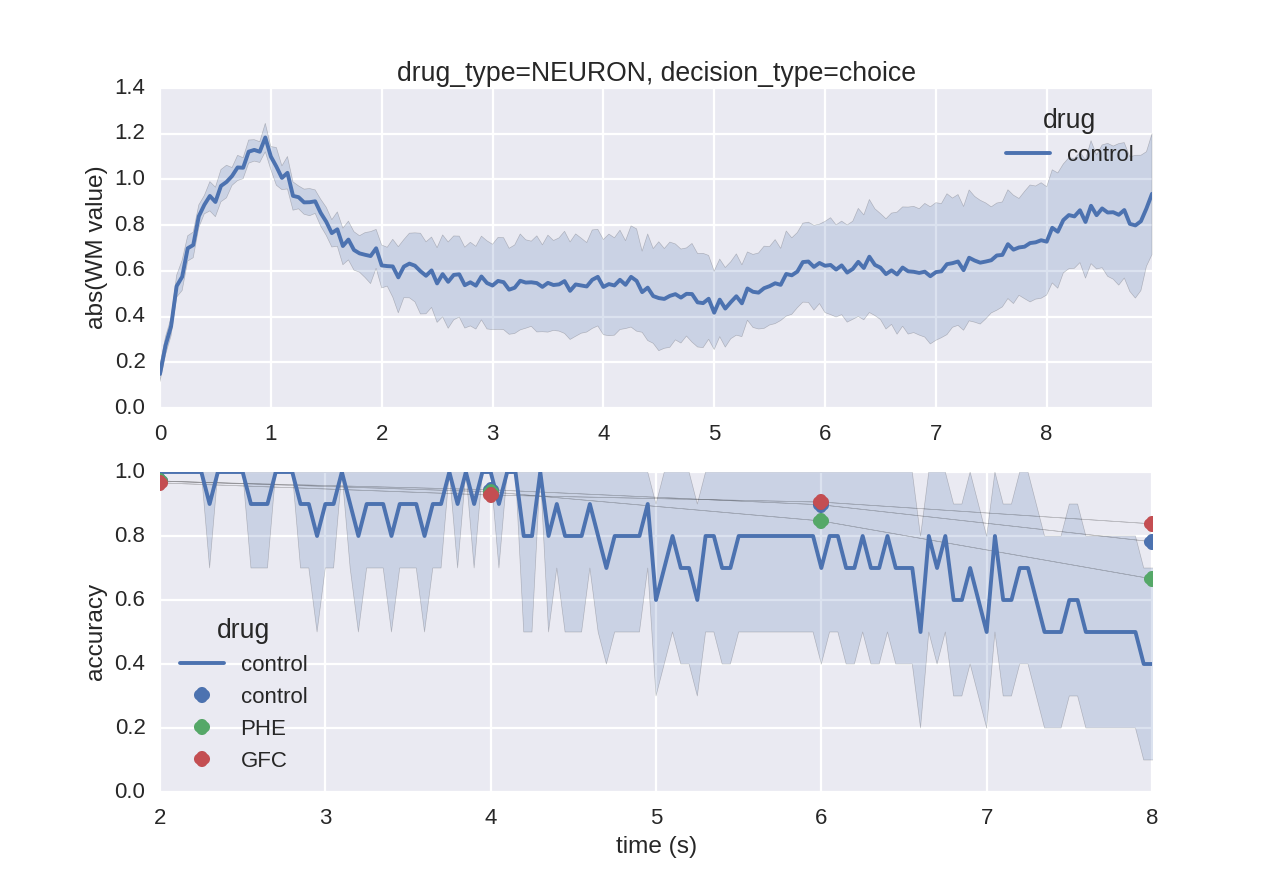 drug_type=NEURON, decision_type=choice
1.4
1.2
1.0
0.8
0.6
0.4
0.2
0.0
abs(WM value)
drug
control
0 1 2 3 4 5 6 7 8
1.0
0.8
0.6
0.4
0.2
0.0
accuracy
drug
control
control
PHE
GFC
2 3 4 5 6 7 8
time (s)